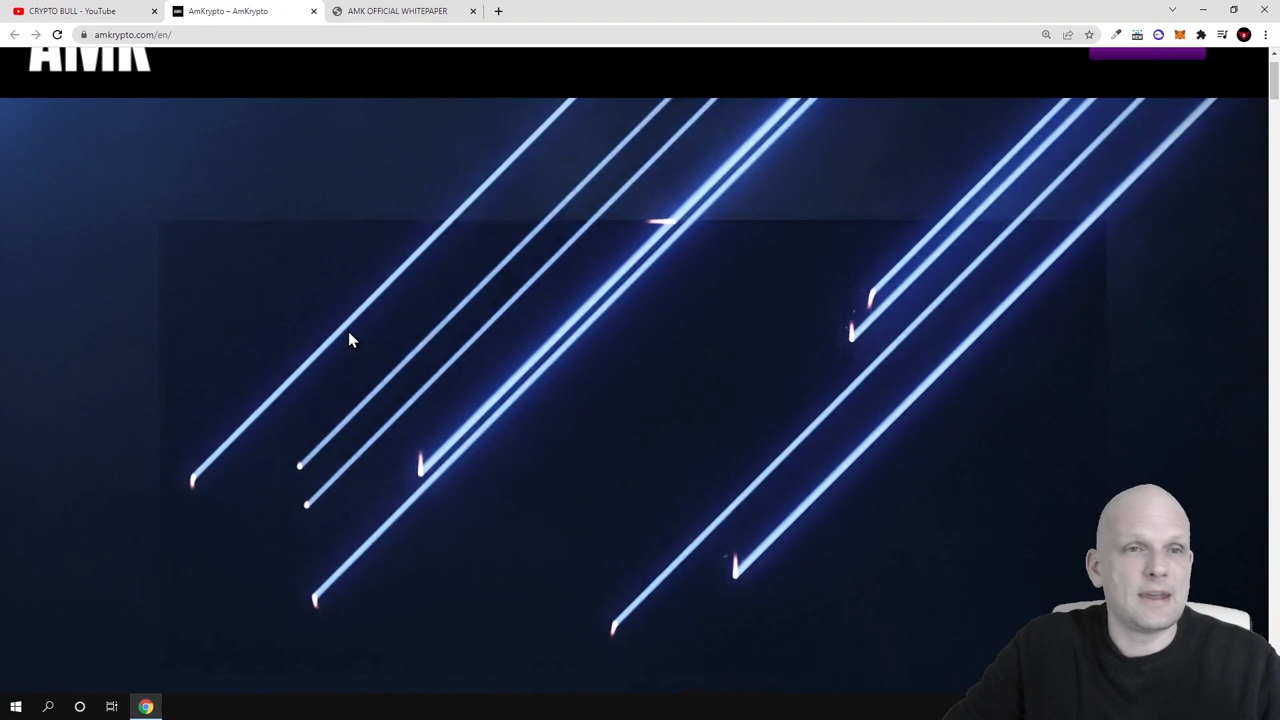 CRYPTO BULL - YouTube
AmKrypto – AmKrypto
AMK OFFICIAL WHITEPAPER
amkrypto.com/en/
AMK